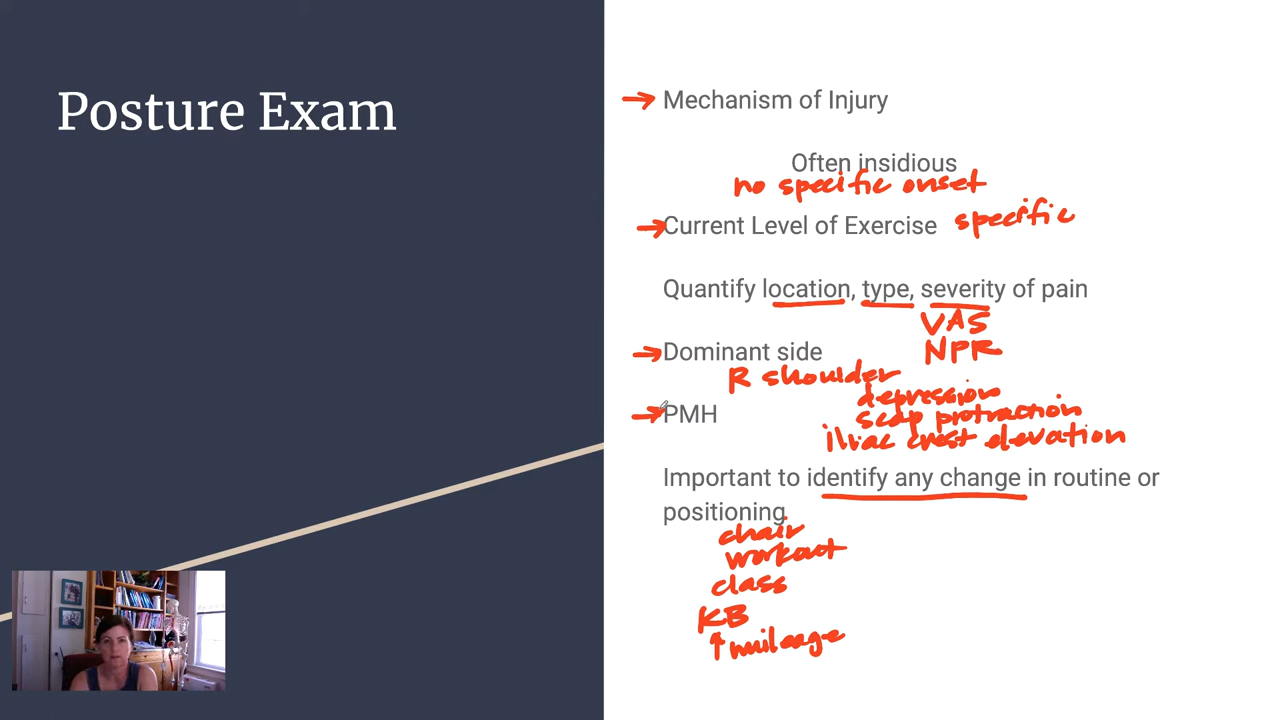 Posture Exam
→ Mechanism of Injury
Often insidious
no specific onset
→ Current Level of Exercise specific
Quantify location, type, severity of pain
VAS
→ Dominant side NPR
R shoulder
depression
→ PMH scap protraction
iliac crest elevation
Important to identify any change in routine or
positioning
chair
workout
class
KB
↑ mileage